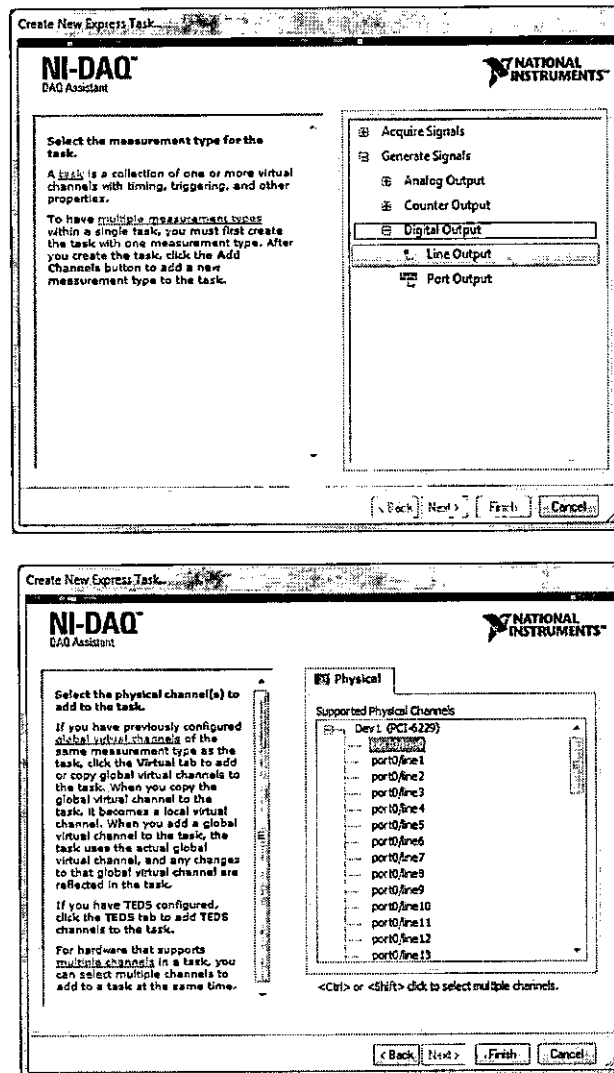 Create New Express Task...
NI-DAQ™
DAQ Assistant
NATIONAL
INSTRUMENTS™
Select the measurement type for the
task.
A task is a collection of one or more virtual
channels with timing, triggering, and other
properties.
To have multiple measurement types
within a single task, you must first create
the task with one measurement type. After
you create the task, click the Add
Channels button to add a new
measurement type to the task.
Acquire Signals
Generate Signals
Analog Output
Counter Output
Digital Output
Line Output
Port Output
< Back
Next >
Finish
Cancel
Create New Express Task...
NI-DAQ™
DAQ Assistant
NATIONAL
INSTRUMENTS™
Select the physical channel(s) to
add to the task.
If you have previously configured
global virtual channels of the
same measurement type as the
task, click the Virtual tab to add
or copy global virtual channels to
the task. When you copy the
global virtual channel to the
task, it becomes a local virtual
channel. When you add a global
virtual channel to the task, the
task uses the actual global
virtual channel, and any changes
to that global virtual channel are
reflected in the task.
If you have TEDS configured,
click the TEDS tab to add TEDS
channels to the task.
For hardware that supports
multiple channels in a task, you
can select multiple channels to
add to a task at the same time.
Physical
Supported Physical Channels
Dev1 (PCI-6229)
port0/line1
port0/line2
port0/line3
port0/line4
port0/line5
port0/line6
port0/line7
port0/line8
port0/line9
port0/line10
port0/line11
port0/line12
port0/line13
<Ctrl> or <Shift> click to select multiple channels.
< Back
Next >
Finish
Cancel